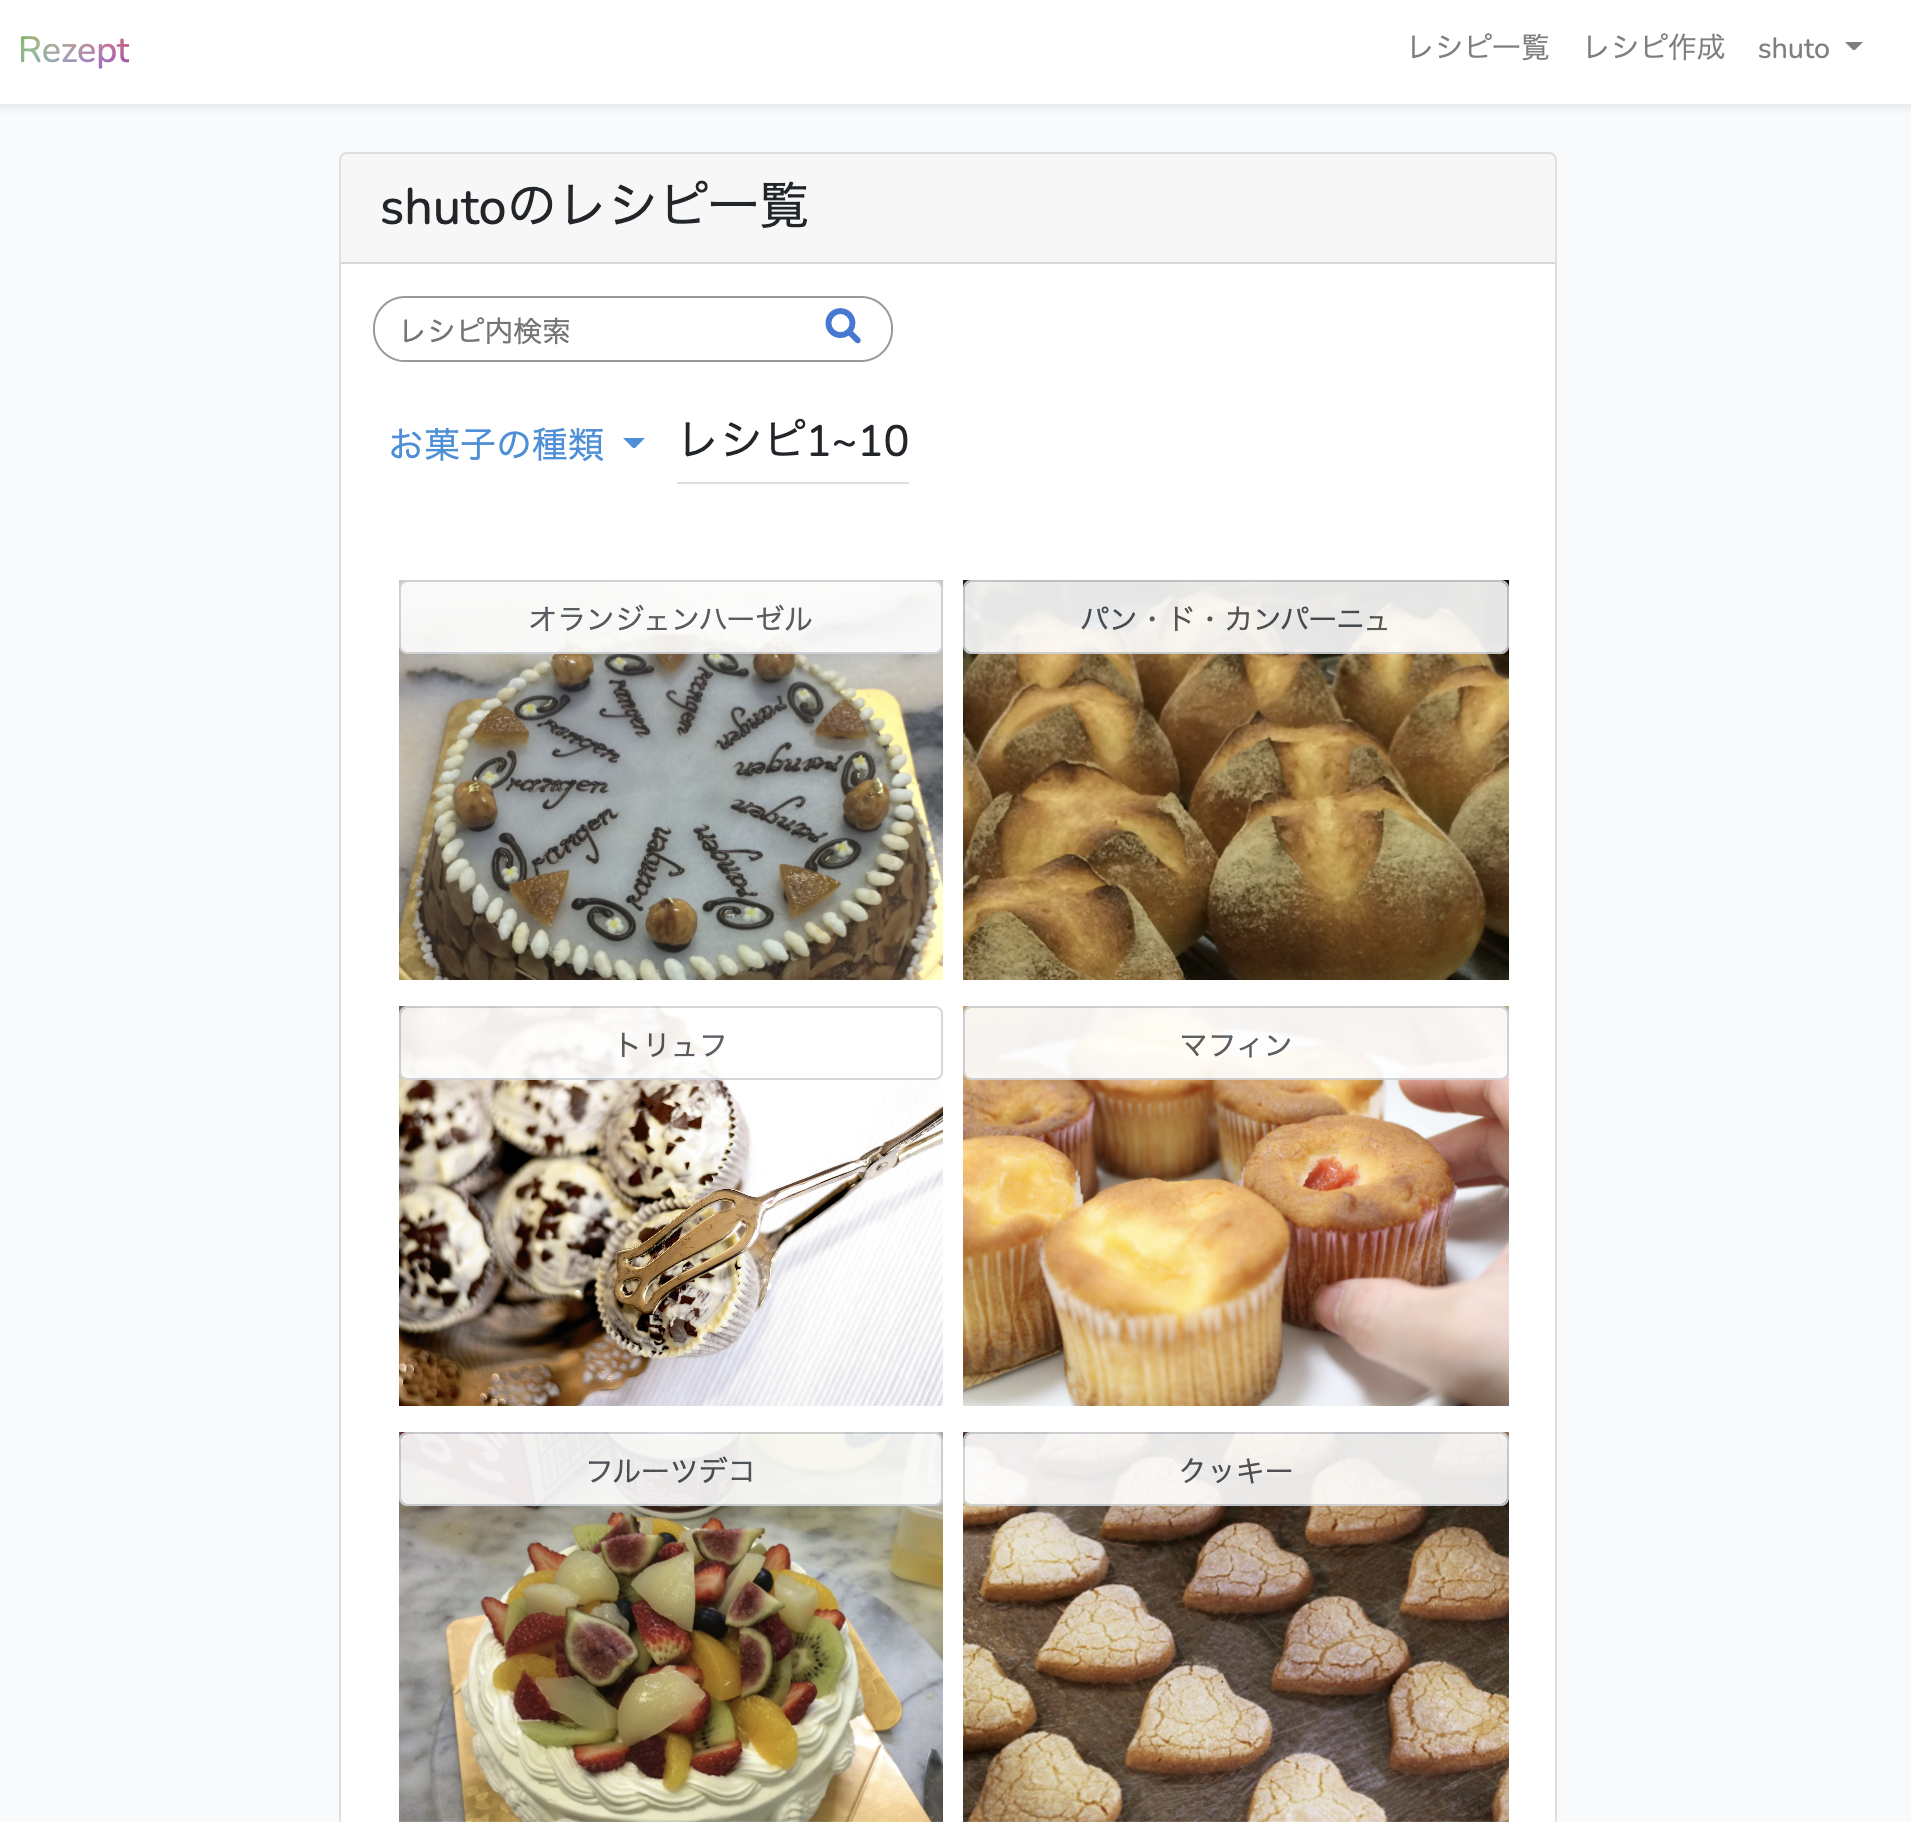 Rezept
レシピ一覧 レシピ作成 shuto
shutoのレシピ一覧
レシピ内検索
お菓子の種類 レシピ1~10
オランジェンハーゼル パン・ド・カンパーニュ
orangen
トリュフ マフィン
フルーツデコ クッキー